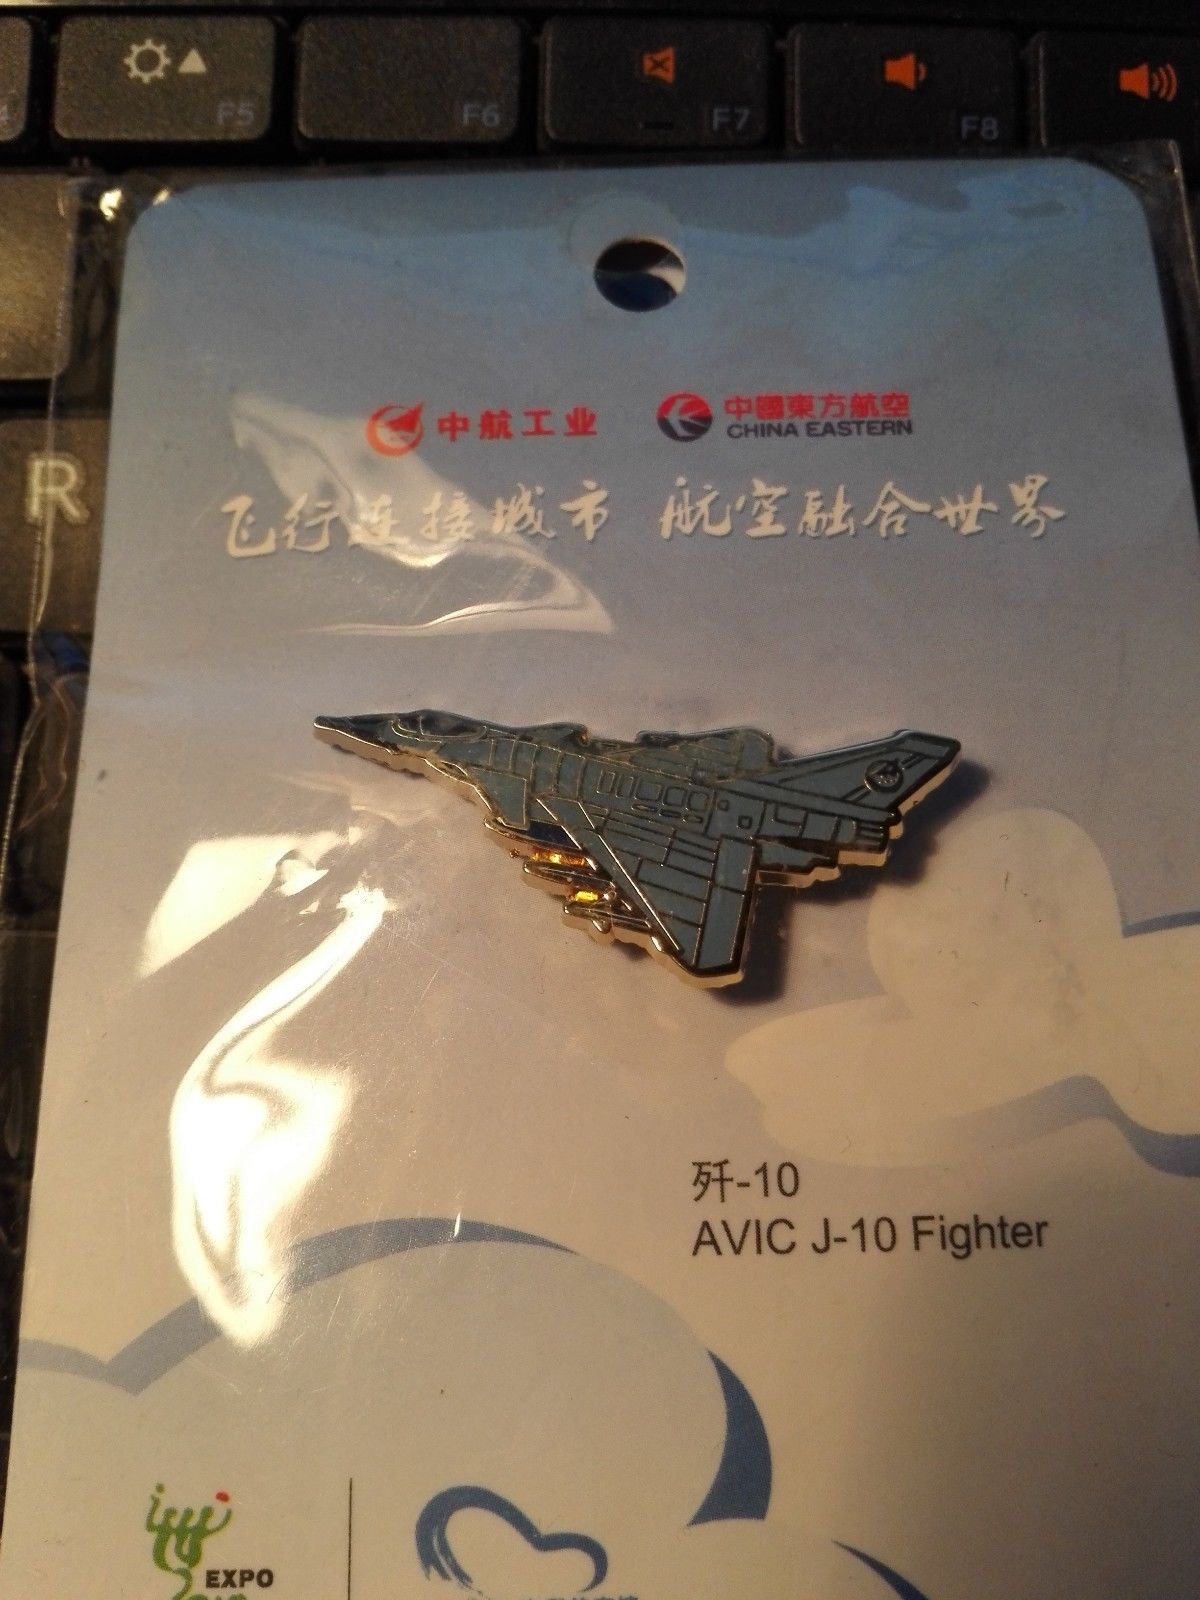 F5
F6
F7
F8
R
中航工业
中國東方航空
CHINA EASTERN
飞行连接城市 航空融合世界
歼-10
AVIC J-10 Fighter
EXPO